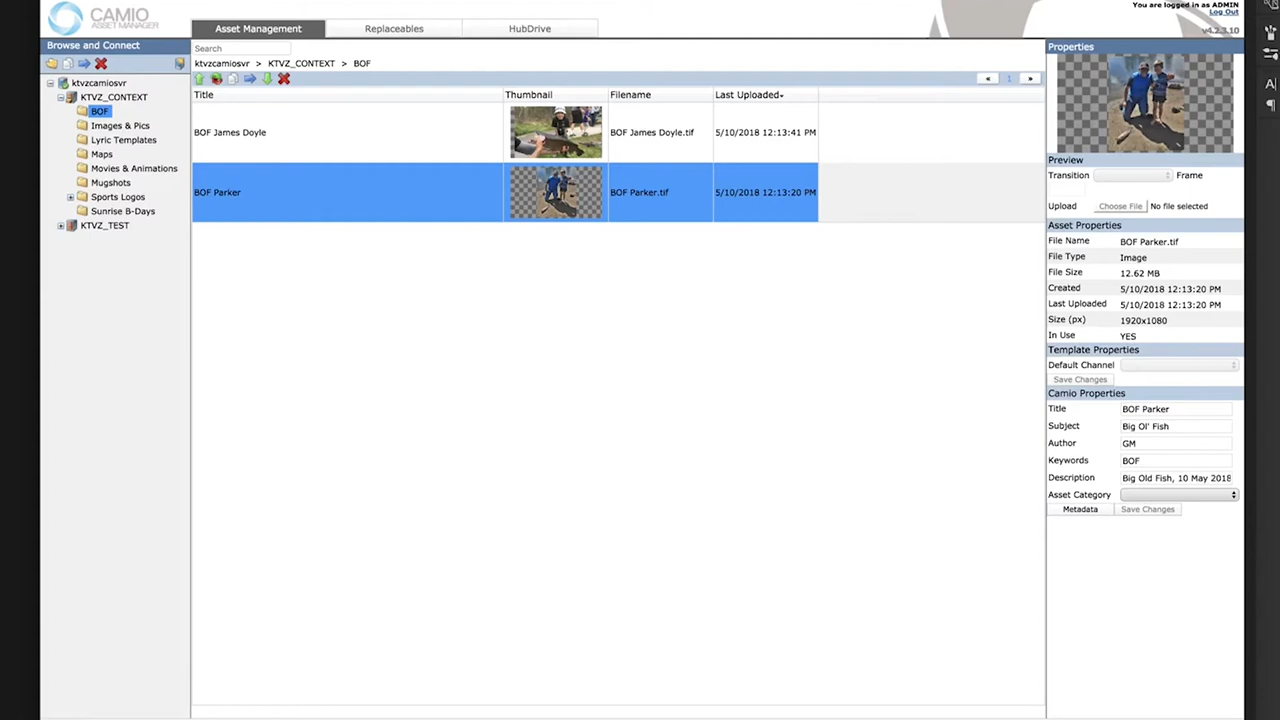 You are logged in as ADMIN
Log Out
v4.2.3.10
CAMIO
ASSET MANAGER
Asset Management
Replaceables
HubDrive
Browse and Connect
Search
ktvzcamiosvr > KTVZ_CONTEXT > BOF
ktvzcamiosvr
KTVZ_CONTEXT
BOF
Images & Pics
Lyric Templates
Maps
Movies & Animations
Mugshots
Sports Logos
Sunrise B-Days
KTVZ_TEST
« 1 »
Title Thumbnail Filename Last Uploaded
BOF James Doyle BOF James Doyle.tif 5/10/2018 12:13:41 PM
BOF Parker BOF Parker.tif 5/10/2018 12:13:20 PM
Properties
Preview
Transition Frame
Upload Choose File No file selected
Asset Properties
File Name BOF Parker.tif
File Type Image
File Size 12.62 MB
Created 5/10/2018 12:13:20 PM
Last Uploaded 5/10/2018 12:13:20 PM
Size (px) 1920x1080
In Use YES
Template Properties
Default Channel
Save Changes
Camio Properties
Title BOF Parker
Subject Big Ol' Fish
Author GM
Keywords BOF
Description Big Old Fish, 10 May 2018
Asset Category
Metadata Save Changes
A